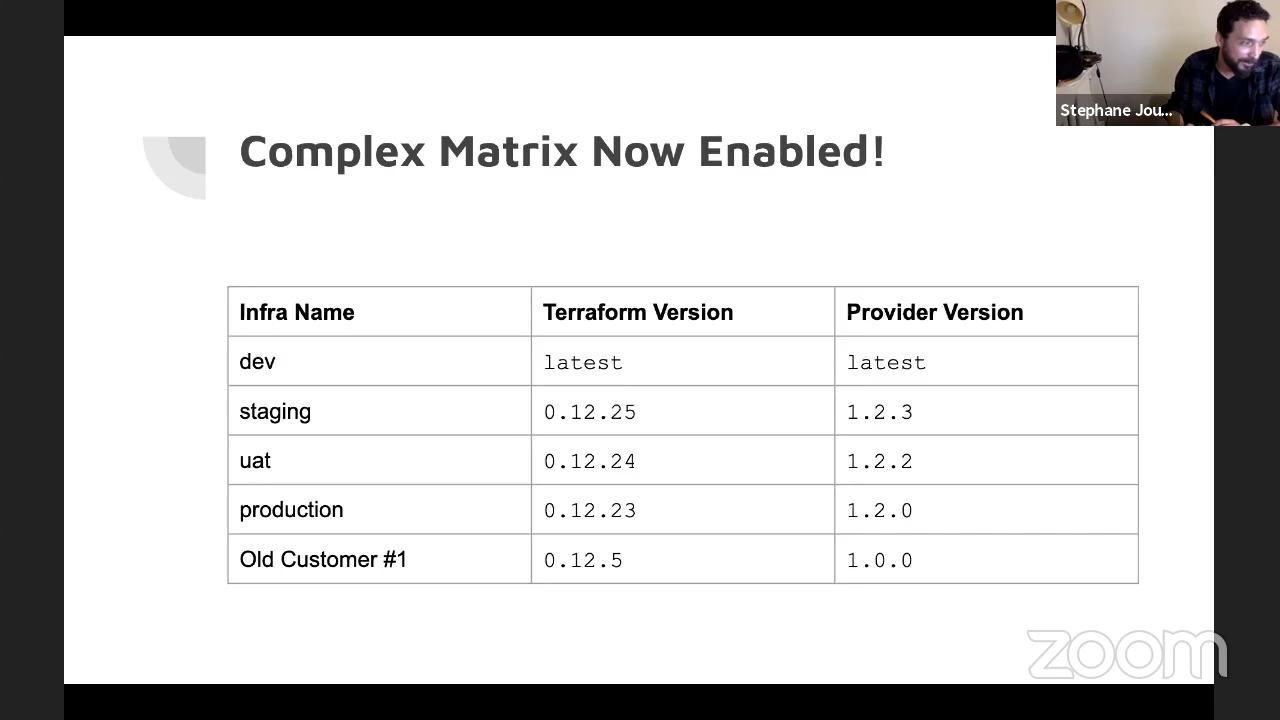 Stephane Jou...
Complex Matrix Now Enabled!
Infra Name Terraform Version Provider Version
dev latest latest
staging 0.12.25 1.2.3
uat 0.12.24 1.2.2
production 0.12.23 1.2.0
Old Customer #1 0.12.5 1.0.0
zoom